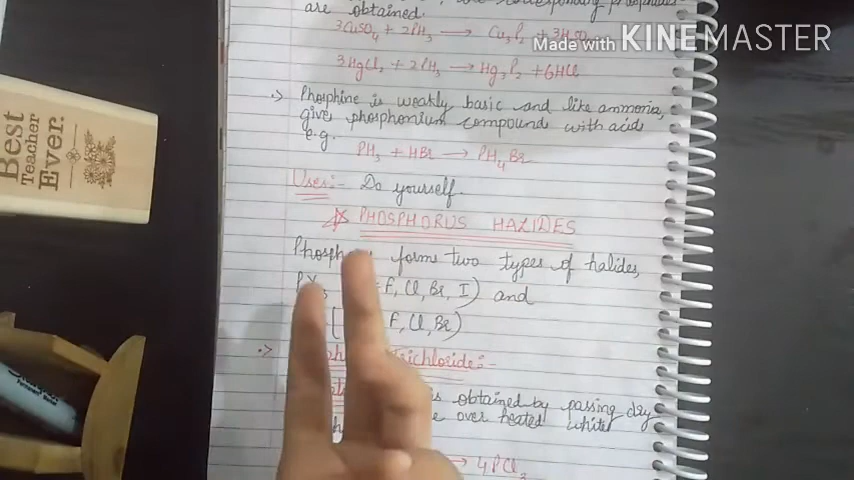 corresponding phosphides
are obtained.
3CuSO4 + 2PH3 → Cu3P2 + 3H2SO4
Made with KINEMASTER
3HgCl2 + 2PH3 → Hg3P2 + 6HCl
Phosphine is weakly basic and like ammonia,
gives phosphonium compound with acids
e.g.
PH3 + HBr → PH4Br
Uses:- Do yourself.
PHOSPHORUS HALIDES
forms two types of halides,
F, Cl, Br, I) and
[ F, Cl, Br)
Trichloride:-
obtained by passing dry
over heated white
→ 4PCl3
Best
Teacher
Ever.